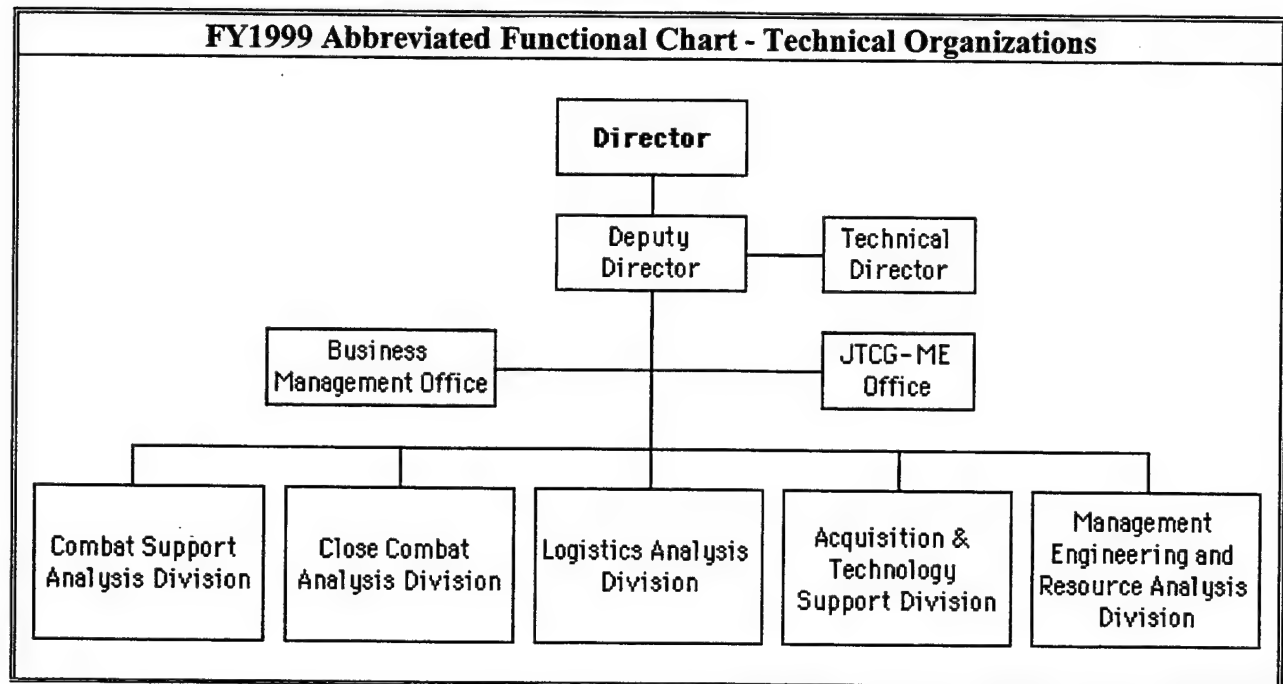 FY1999 Abbreviated Functional Chart - Technical Organizations
Director
Deputy
Director
Technical
Director
Business
Management Office
JTCG-ME
Office
Combat Support
Analysis Division
Close Combat
Analysis Division
Logistics Analysis
Division
Acquisition &
Technology
Support Division
Management
Engineering and
Resource Analysis
Division